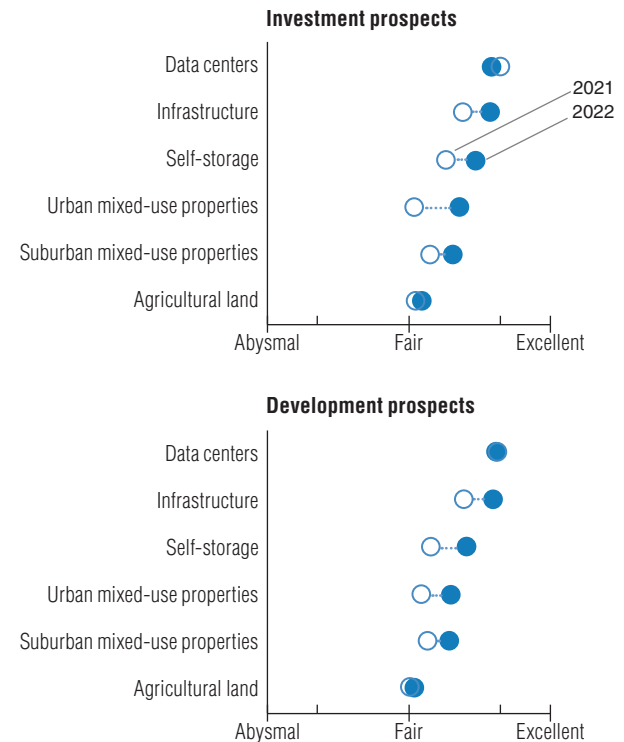 Investment prospects
Data centers
2021
Infrastructure
2022
Self-storage
Urban mixed-use properties
Suburban mixed-use properties
Agricultural land
Abysmal Fair Excellent
Development prospects
Data centers
Infrastructure
Self-storage
Urban mixed-use properties
Suburban mixed-use properties
Agricultural land
Abysmal Fair Excellent